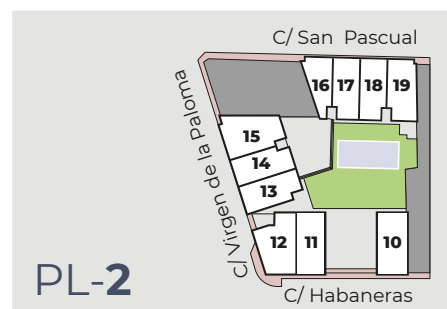 C/ San Pascual
16 17 18 19
C/ Virgen de la Paloma
15
14
13
12 11 10
PL-2
C/ Habaneras